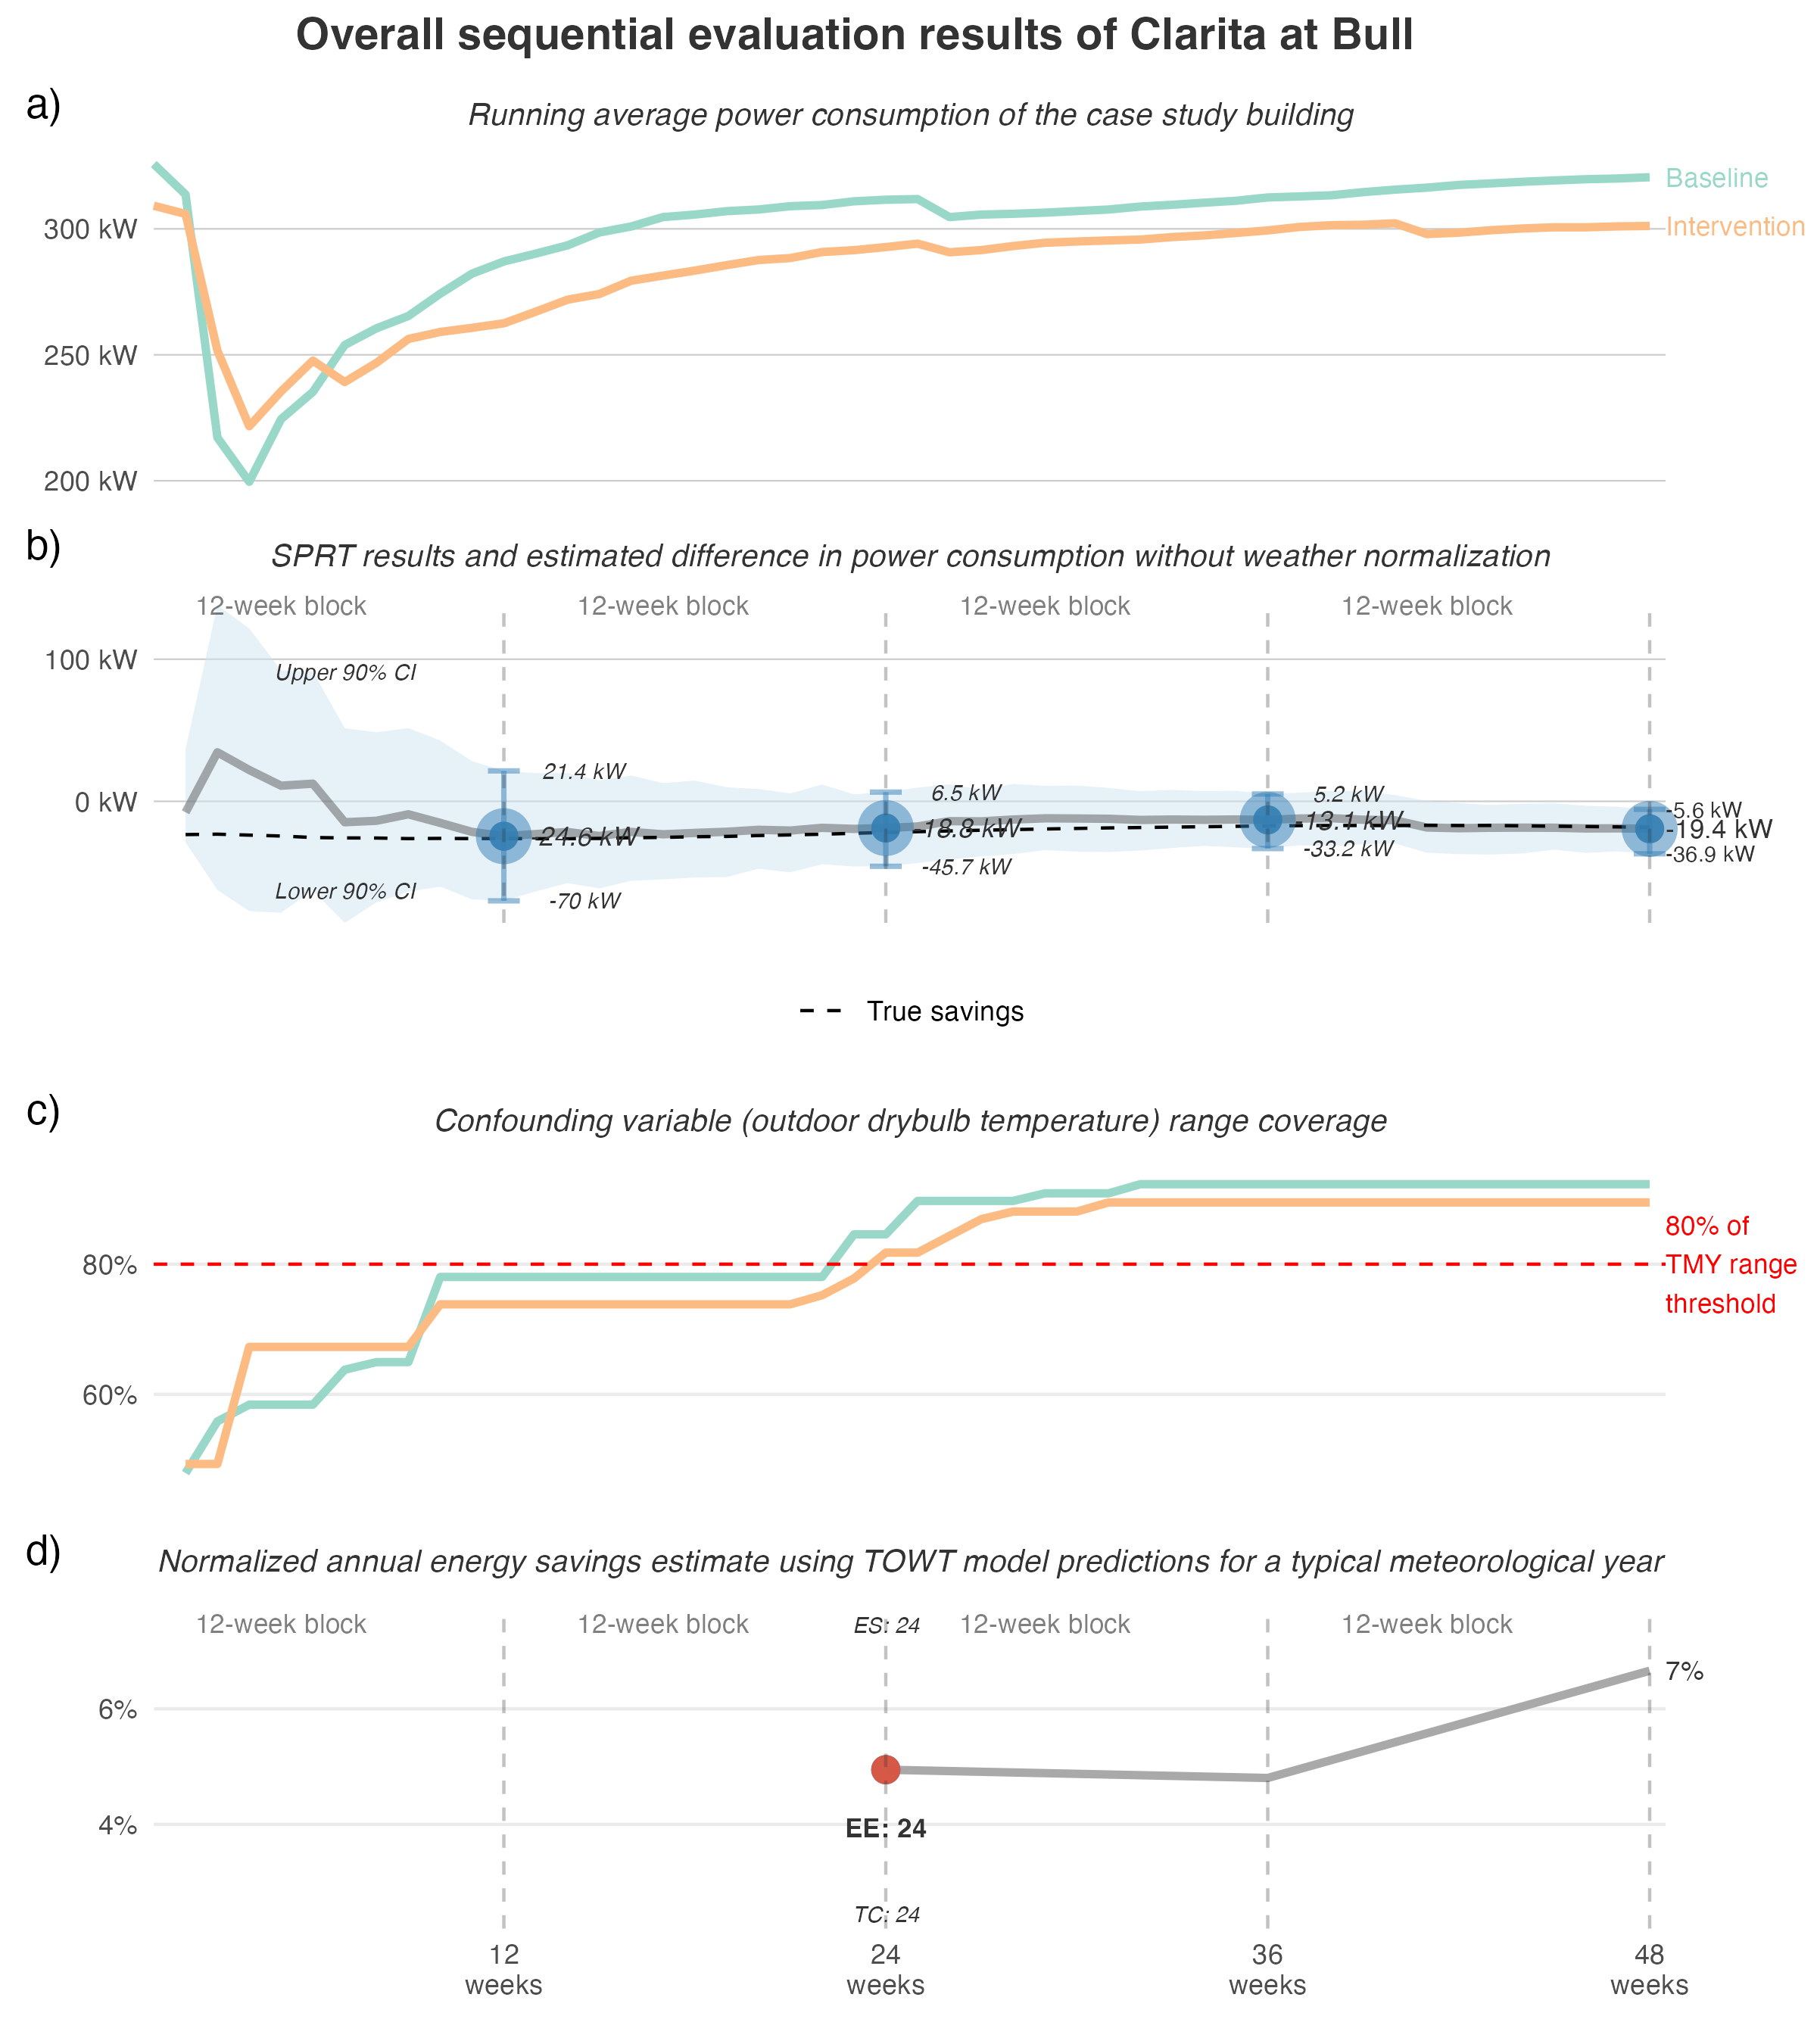 Overall sequential evaluation results of Clarita at Bull
a)
Running average power consumption of the case study building
Baseline
Intervention
300 kW
250 kW
200 kW
b)
SPRT results and estimated difference in power consumption without weather normalization
12-week block
12-week block
12-week block
12-week block
100 kW
0 kW
Upper 90% CI
Lower 90% CI
21.4 kW
-24.6 kW
-70 kW
6.5 kW
-18.8 kW
-45.7 kW
5.2 kW
-13.1 kW
-33.2 kW
-5.6 kW
-19.4 kW
-36.9 kW
True savings
c)
Confounding variable (outdoor drybulb temperature) range coverage
80%
60%
80% of
TMY range
threshold
d)
Normalized annual energy savings estimate using TOWT model predictions for a typical meteorological year
12-week block
12-week block
ES: 24
12-week block
12-week block
7%
6%
4%
EE: 24
TC: 24
12
weeks
24
weeks
36
weeks
48
weeks